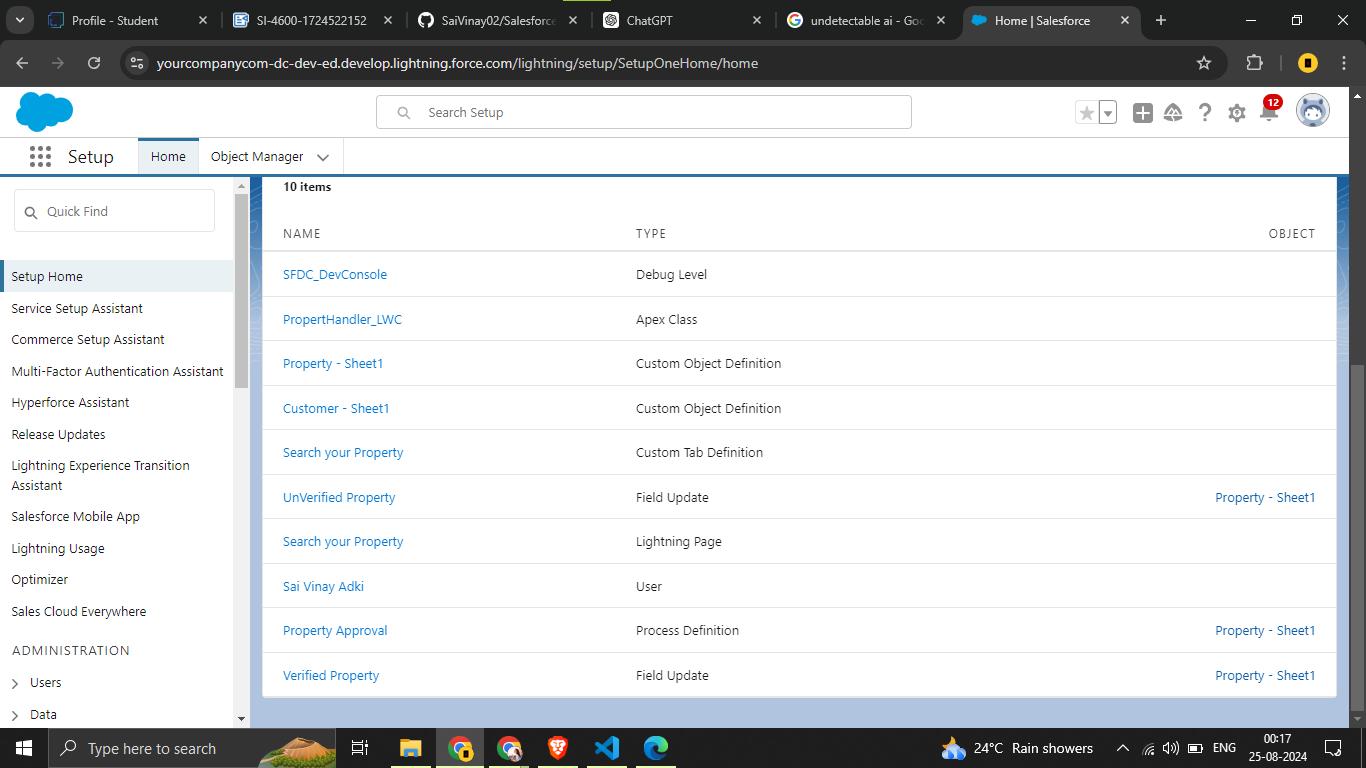 Profile - Student
SI-4600-1724522152
SaiVinay02/Salesforce
ChatGPT
undetectable ai - Goo
Home | Salesforce
yourcompanycom-dc-dev-ed.develop.lightning.force.com/lightning/setup/SetupOneHome/home
Search Setup
12
Setup
Home
Object Manager
Quick Find
Setup Home
Service Setup Assistant
Commerce Setup Assistant
Multi-Factor Authentication Assistant
Hyperforce Assistant
Release Updates
Lightning Experience Transition
Assistant
Salesforce Mobile App
Lightning Usage
Optimizer
Sales Cloud Everywhere
ADMINISTRATION
Users
Data
10 items
NAME TYPE OBJECT
SFDC_DevConsole Debug Level
PropertHandler_LWC Apex Class
Property - Sheet1 Custom Object Definition
Customer - Sheet1 Custom Object Definition
Search your Property Custom Tab Definition
UnVerified Property Field Update Property - Sheet1
Search your Property Lightning Page
Sai Vinay Adki User
Property Approval Process Definition Property - Sheet1
Verified Property Field Update Property - Sheet1
Type here to search
24°C Rain showers
ENG
00:17
25-08-2024